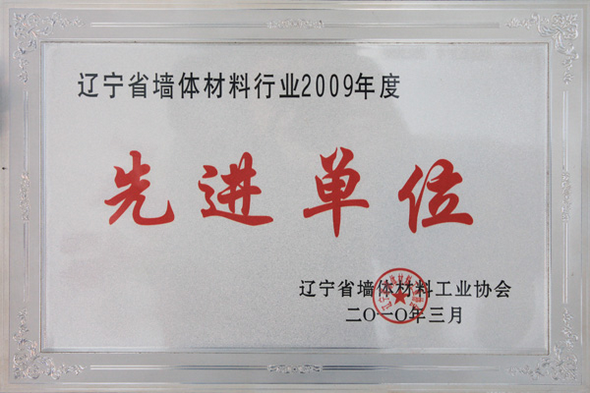 辽宁省墙体材料行业2009年度
先进单位
辽宁省墙体材料工业协会
二〇一〇年三月